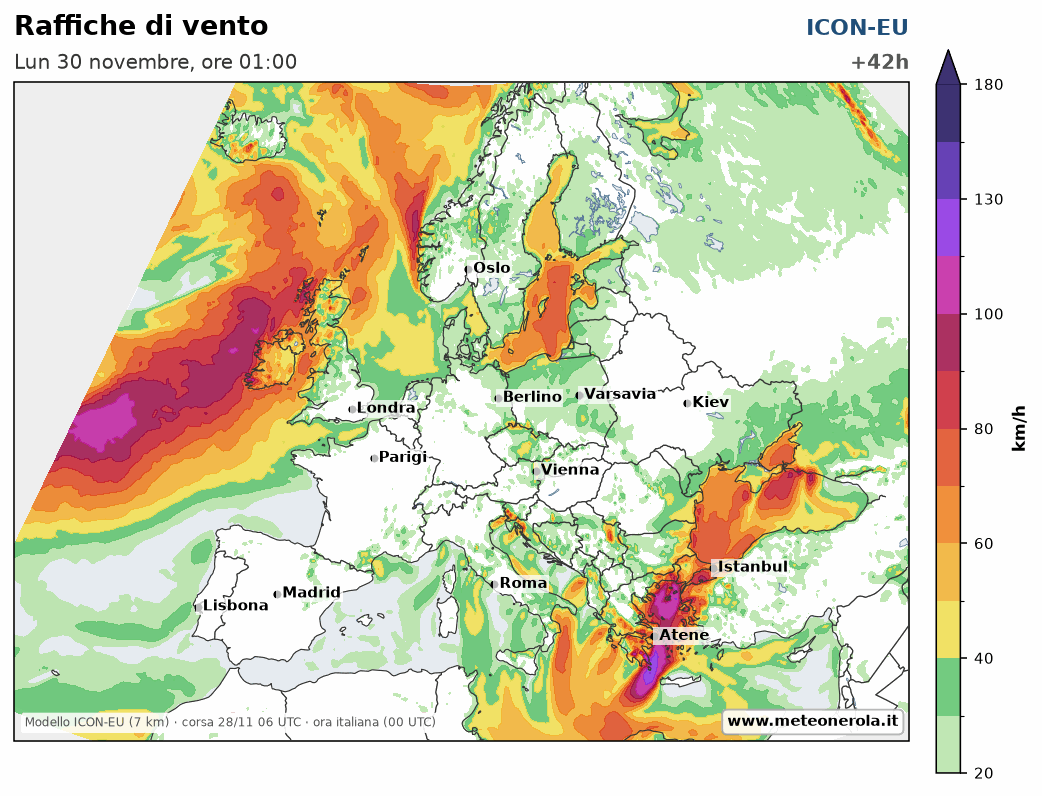 Raffiche di vento
ICON-EU
Lun 30 novembre, ore 01:00
+42h
180
130
100
80
60
40
20
km/h
Oslo
Berlino
Varsavia
Kiev
Londra
Parigi
Vienna
Istanbul
Roma
Madrid
Lisbona
Atene
Modello ICON-EU (7 km) · corsa 28/11 06 UTC · ora italiana (00 UTC)
www.meteonerola.it